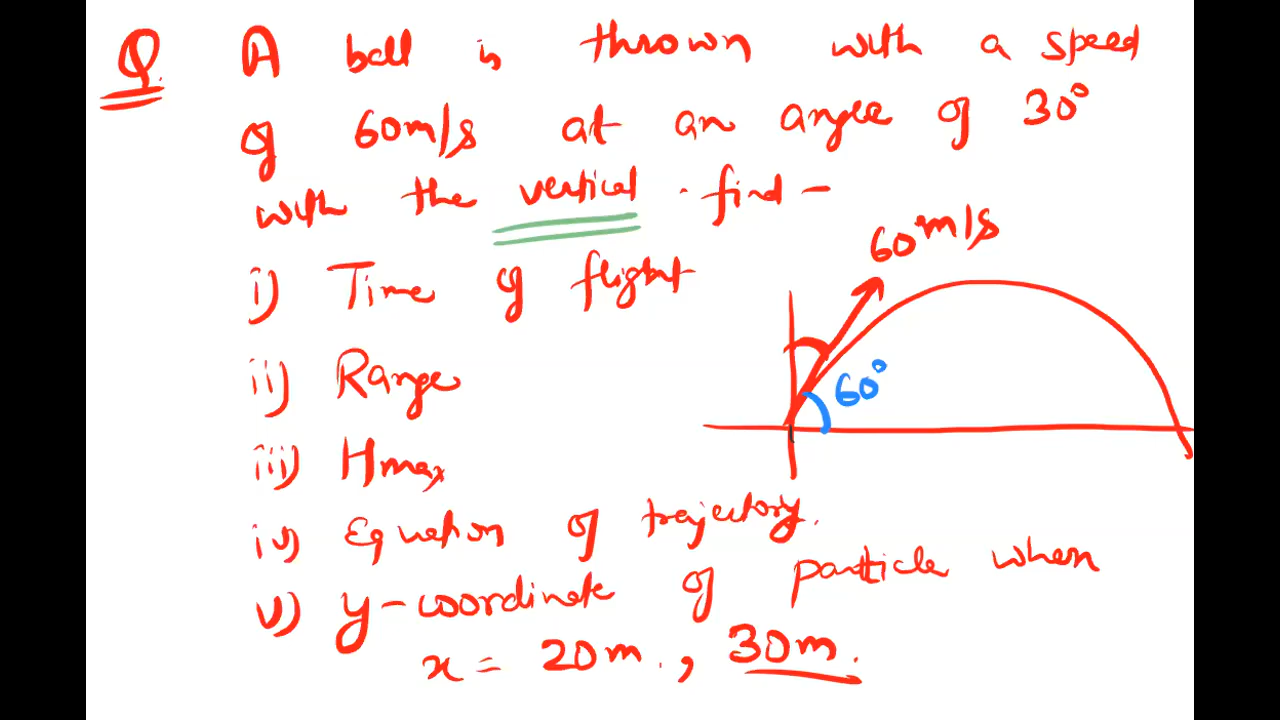 Q. A ball is thrown with a speed
of 60m/s at an angle of 30°
with the vertical. find -
60m/s
i) Time of flight
ii) Range
60°
iii) Hmax
iv) Equation of trajectory.
v) y-coordinate of particle when
x = 20m., 30m.